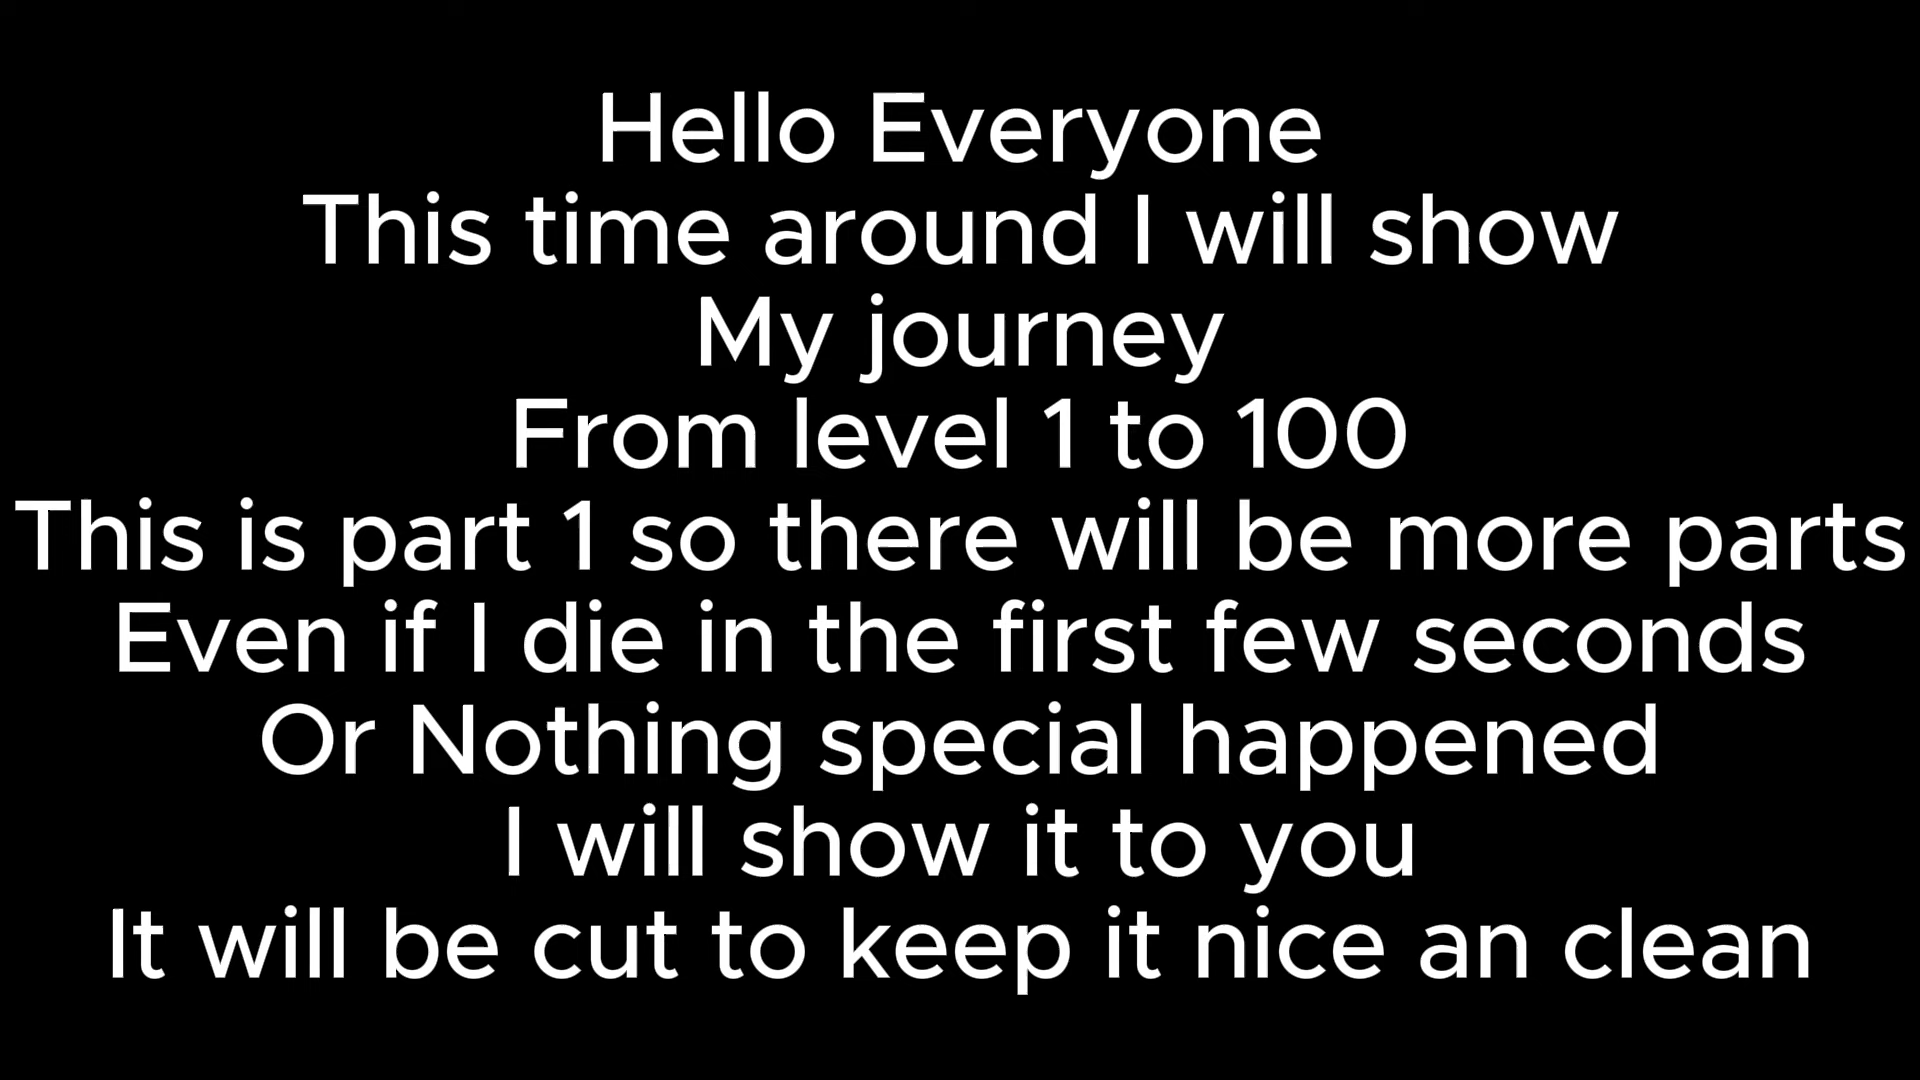 Hello Everyone
This time around I will show
My journey
From level 1 to 100
This is part 1 so there will be more parts
Even if I die in the first few seconds
Or Nothing special happened
I will show it to you
It will be cut to keep it nice an clean